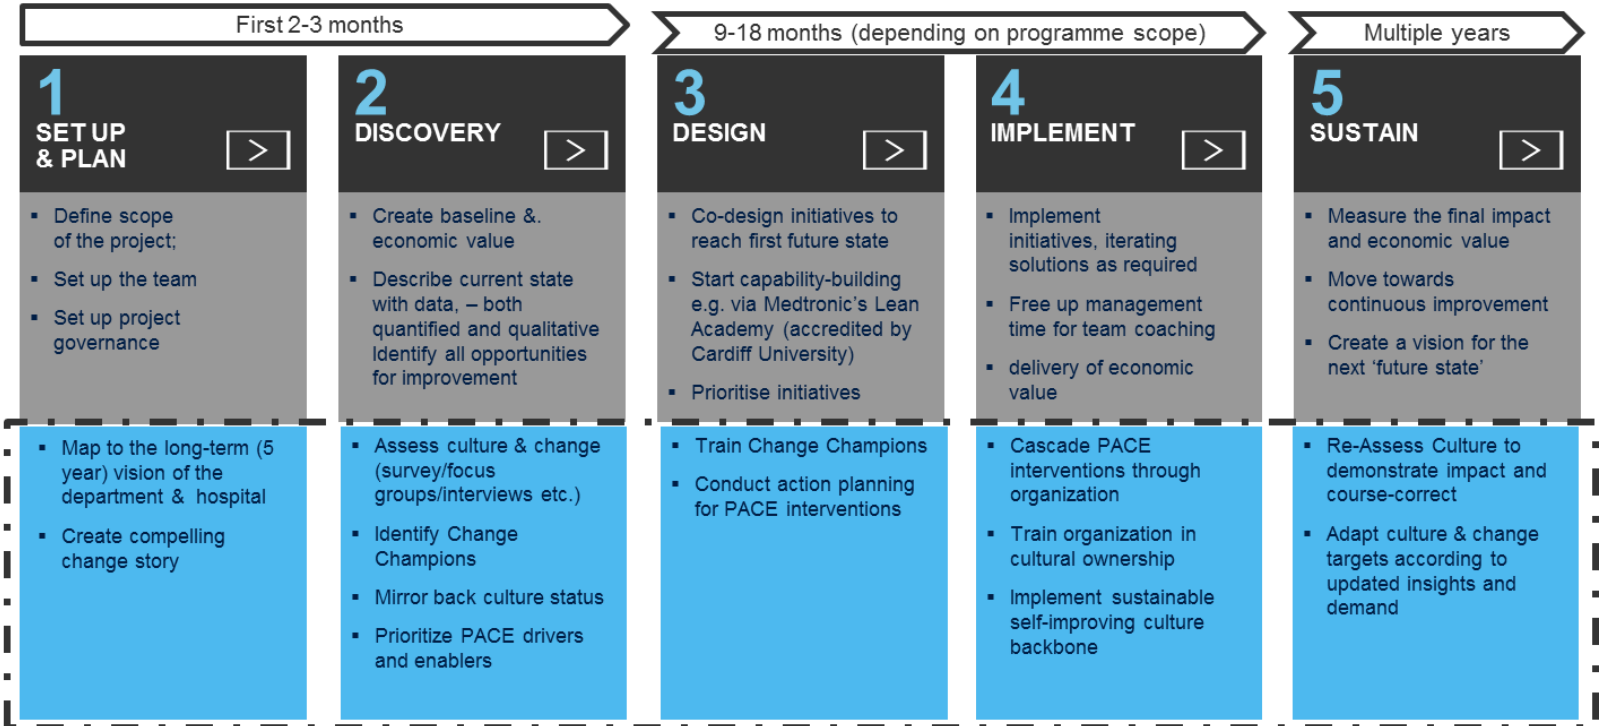 First 2-3 months
9-18 months (depending on programme scope)
Multiple years
1
SET UP
& PLAN
>
▪ Define scope
of the project;
▪ Set up the team
▪ Set up project
governance
▪ Map to the long-term (5
year) vision of the
department & hospital
▪ Create compelling
change story
2
DISCOVERY
>
▪ Create baseline &.
economic value
▪ Describe current state
with data, – both
quantified and qualitative
Identify all opportunities
for improvement
▪ Assess culture & change
(survey/focus
groups/interviews etc.)
▪ Identify Change
Champions
▪ Mirror back culture status
▪ Prioritize PACE drivers
and enablers
3
DESIGN
>
▪ Co-design initiatives to
reach first future state
▪ Start capability-building
e.g. via Medtronic’s Lean
Academy (accredited by
Cardiff University)
▪ Prioritise initiatives
▪ Train Change Champions
▪ Conduct action planning
for PACE interventions
4
IMPLEMENT
>
▪ Implement
initiatives, iterating
solutions as required
▪ Free up management
time for team coaching
▪ delivery of economic
value
▪ Cascade PACE
interventions through
organization
▪ Train organization in
cultural ownership
▪ Implement sustainable
self-improving culture
backbone
5
SUSTAIN
>
▪ Measure the final impact
and economic value
▪ Move towards
continuous improvement
▪ Create a vision for the
next ‘future state’
▪ Re-Assess Culture to
demonstrate impact and
course-correct
▪ Adapt culture & change
targets according to
updated insights and
demand